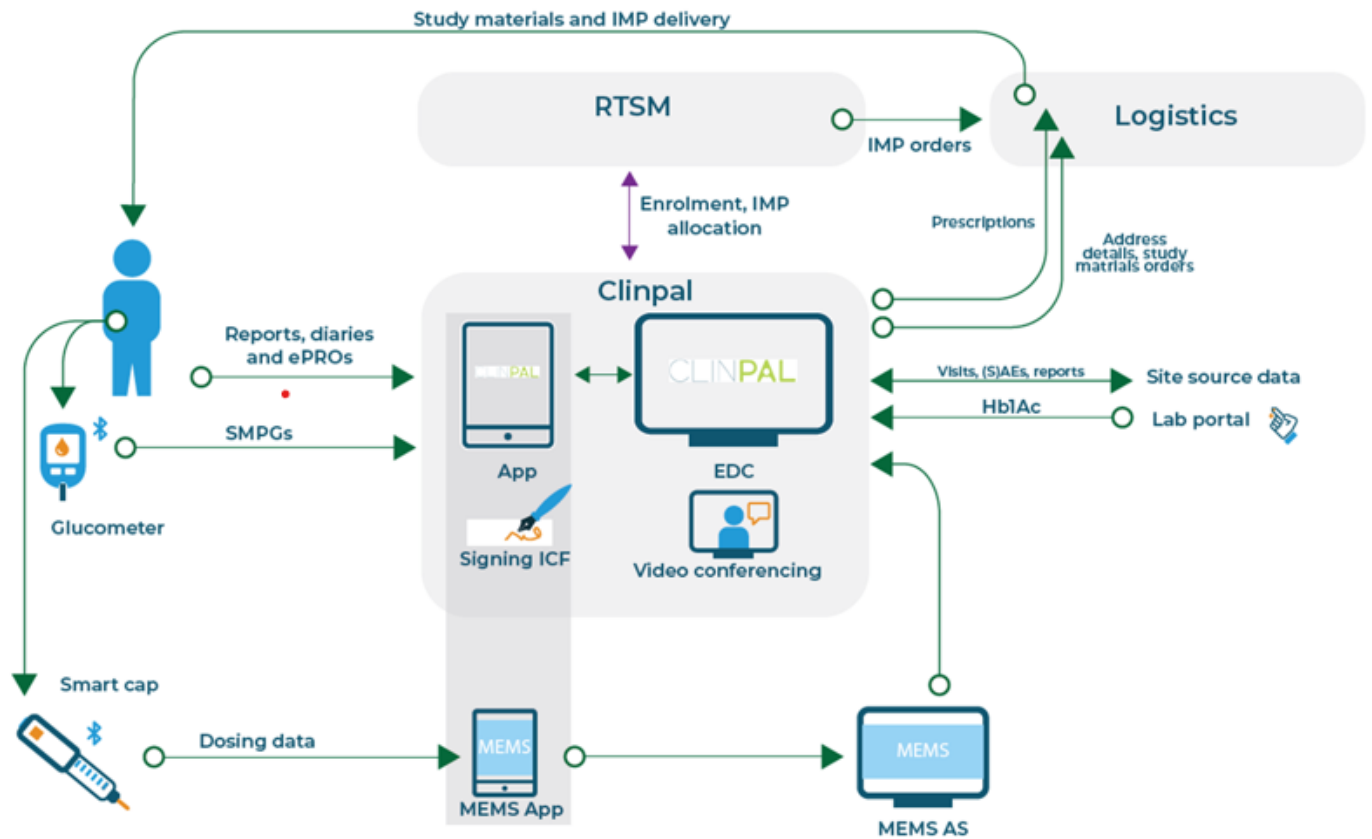 Study materials and IMP delivery
RTSM
Logistics
IMP orders
Enrolment, IMP
allocation
Prescriptions
Address
details, study
matrials orders
Clinpal
Reports, diaries
and ePROs
CLINPAL
CLINPAL
Visits, (S)AEs, reports
Site source data
Hb1Ac
Lab portal
SMPGs
App
EDC
Glucometer
Signing ICF
Video conferencing
Smart cap
Dosing data
MEMS
MEMS
MEMS App
MEMS AS